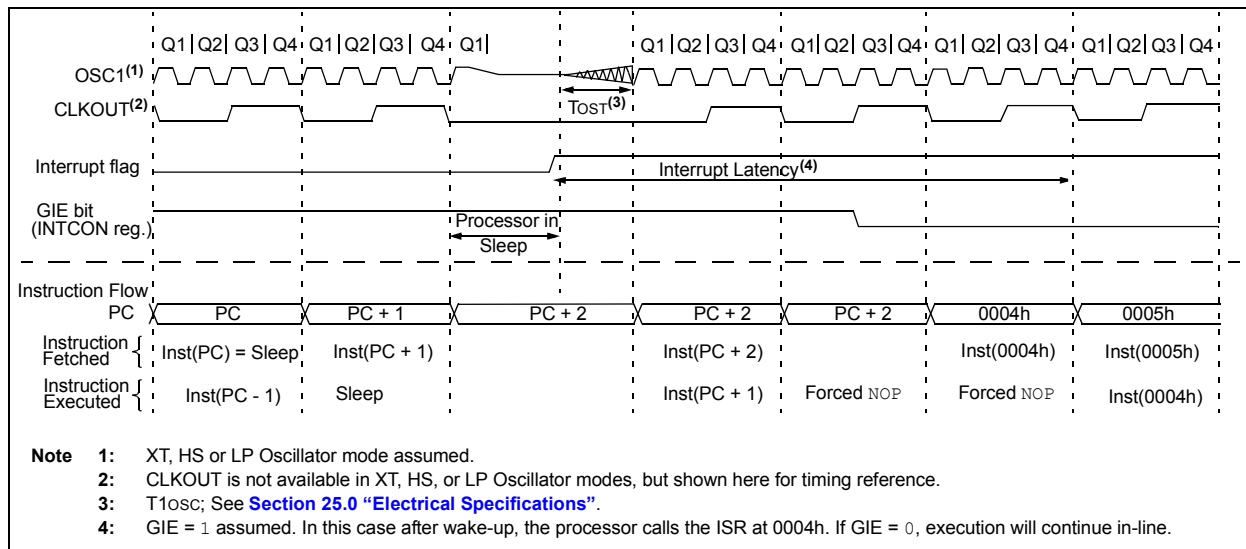 Q1 Q2 Q3 Q4 Q1 Q2 Q3 Q4 Q1 Q1 Q2 Q3 Q4 Q1 Q2 Q3 Q4 Q1 Q2 Q3 Q4 Q1 Q2 Q3 Q4
OSC1(1)
CLKOUT(2)
TOST(3)
Interrupt flag
Interrupt Latency(4)
GIE bit
(INTCON reg.)
Processor in
Sleep
Instruction Flow
PC PC PC + 1 PC + 2 PC + 2 PC + 2 0004h 0005h
Instruction
Fetched
Inst(PC) = Sleep Inst(PC + 1) Inst(PC + 2) Inst(0004h) Inst(0005h)
Instruction
Executed
Inst(PC - 1) Sleep Inst(PC + 1) Forced NOP Forced NOP Inst(0004h)
Note 1: XT, HS or LP Oscillator mode assumed.
2: CLKOUT is not available in XT, HS, or LP Oscillator modes, but shown here for timing reference.
3: T1OSC; See Section 25.0 “Electrical Specifications”.
4: GIE = 1 assumed. In this case after wake-up, the processor calls the ISR at 0004h. If GIE = 0, execution will continue in-line.